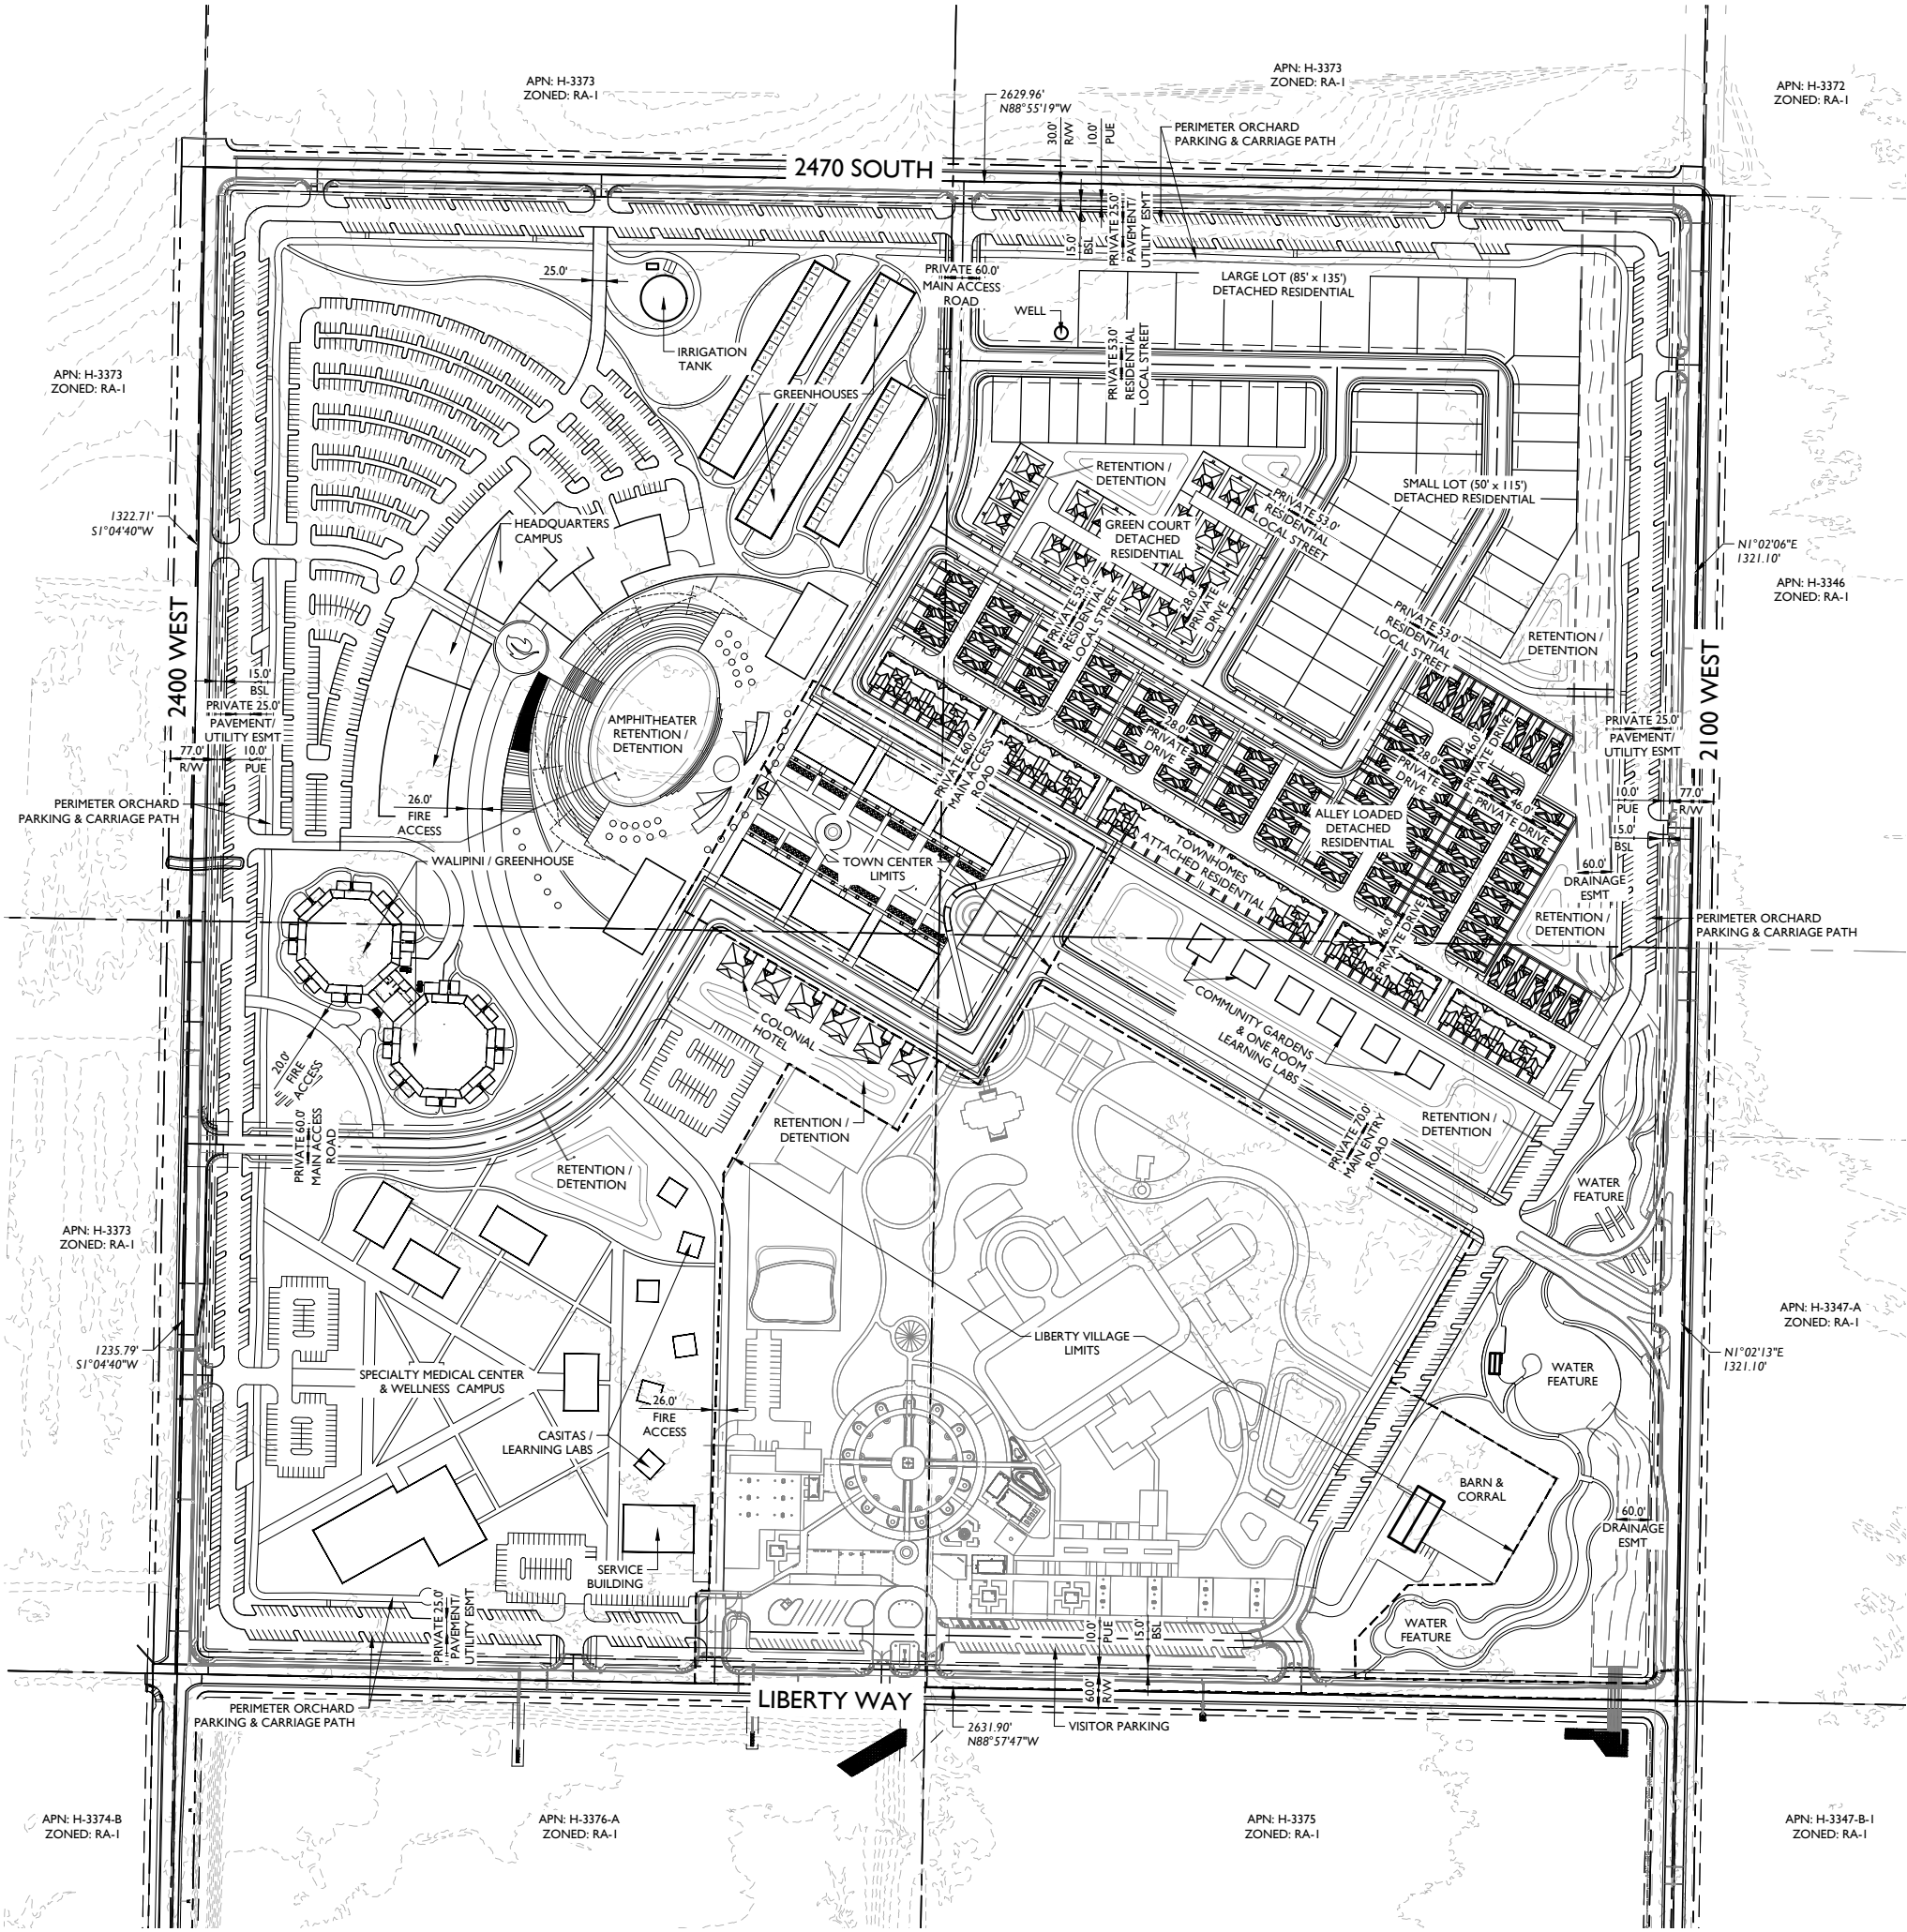 APN: H-3373
ZONED: RA-1
APN: H-3373
ZONED: RA-1
APN: H-3372
ZONED: RA-1
2629.96'
N88°55'19"W
30.0'
R/W
10.0'
PUE
PERIMETER ORCHARD
PARKING & CARRIAGE PATH
2470 SOUTH
15.0'
BSL
PRIVATE 25.0'
PAVEMENT/
UTILITY ESMT
25.0'
PRIVATE 60.0'
MAIN ACCESS
ROAD
LARGE LOT (85' x 135')
DETACHED RESIDENTIAL
WELL
IRRIGATION
TANK
PRIVATE 53.0'
RESIDENTIAL
LOCAL STREET
APN: H-3373
ZONED: RA-1
GREENHOUSES
RETENTION /
DETENTION
SMALL LOT (50' x 115')
DETACHED RESIDENTIAL
PRIVATE 53.0'
RESIDENTIAL
LOCAL STREET
1322.71'
S1°04'40"W
HEADQUARTERS
CAMPUS
GREEN COURT
DETACHED
RESIDENTIAL
N1°02'06"E
1321.10'
APN: H-3346
ZONED: RA-1
2400 WEST
PRIVATE 53.0'
RESIDENTIAL
LOCAL STREET
28.0'
PRIVATE
DRIVE
PRIVATE 53.0'
RESIDENTIAL
LOCAL STREET
RETENTION /
DETENTION
2100 WEST
15.0'
BSL
PRIVATE 25.0'
PAVEMENT/
UTILITY ESMT
77.0'
R/W
10.0'
PUE
AMPHITHEATER
RETENTION /
DETENTION
PRIVATE 60.0'
MAIN ACCESS
ROAD
28.0'
PRIVATE
DRIVE
28.0'
PRIVATE
DRIVE
46.0'
PRIVATE DRIVE
46.0'
PRIVATE DRIVE
PRIVATE 25.0'
PAVEMENT/
UTILITY ESMT
10.0'
PUE
77.0'
R/W
15.0'
BSL
PERIMETER ORCHARD
PARKING & CARRIAGE PATH
26.0'
FIRE
ACCESS
ALLEY LOADED
DETACHED
RESIDENTIAL
WALIPINI / GREENHOUSE
TOWN CENTER
LIMITS
TOWNHOMES
ATTACHED RESIDENTIAL
60.0'
DRAINAGE
ESMT
RETENTION /
DETENTION
PERIMETER ORCHARD
PARKING & CARRIAGE PATH
46.0'
PRIVATE DRIVE
COMMUNITY GARDENS
& ONE ROOM
LEARNING LABS
COLONIAL
HOTEL
20.0'
FIRE
ACCESS
PRIVATE 60.0'
MAIN ACCESS
ROAD
RETENTION /
DETENTION
RETENTION /
DETENTION
PRIVATE 70.0'
MAIN ENTRY
ROAD
RETENTION /
DETENTION
WATER
FEATURE
APN: H-3373
ZONED: RA-1
APN: H-3347-A
ZONED: RA-1
1235.79'
S1°04'40"W
LIBERTY VILLAGE
LIMITS
N1°02'13"E
1321.10'
WATER
FEATURE
SPECIALTY MEDICAL CENTER
& WELLNESS CAMPUS
26.0'
FIRE
ACCESS
CASITAS /
LEARNING LABS
BARN &
CORRAL
60.0'
DRAINAGE
ESMT
SERVICE
BUILDING
PRIVATE 25.0'
PAVEMENT/
UTILITY ESMT
10.0'
PUE
15.0'
BSL
WATER
FEATURE
60.0'
R/W
LIBERTY WAY
PERIMETER ORCHARD
PARKING & CARRIAGE PATH
2631.90'
N88°57'47"W
VISITOR PARKING
APN: H-3374-B
ZONED: RA-1
APN: H-3376-A
ZONED: RA-1
APN: H-3375
ZONED: RA-1
APN: H-3347-B-1
ZONED: RA-1